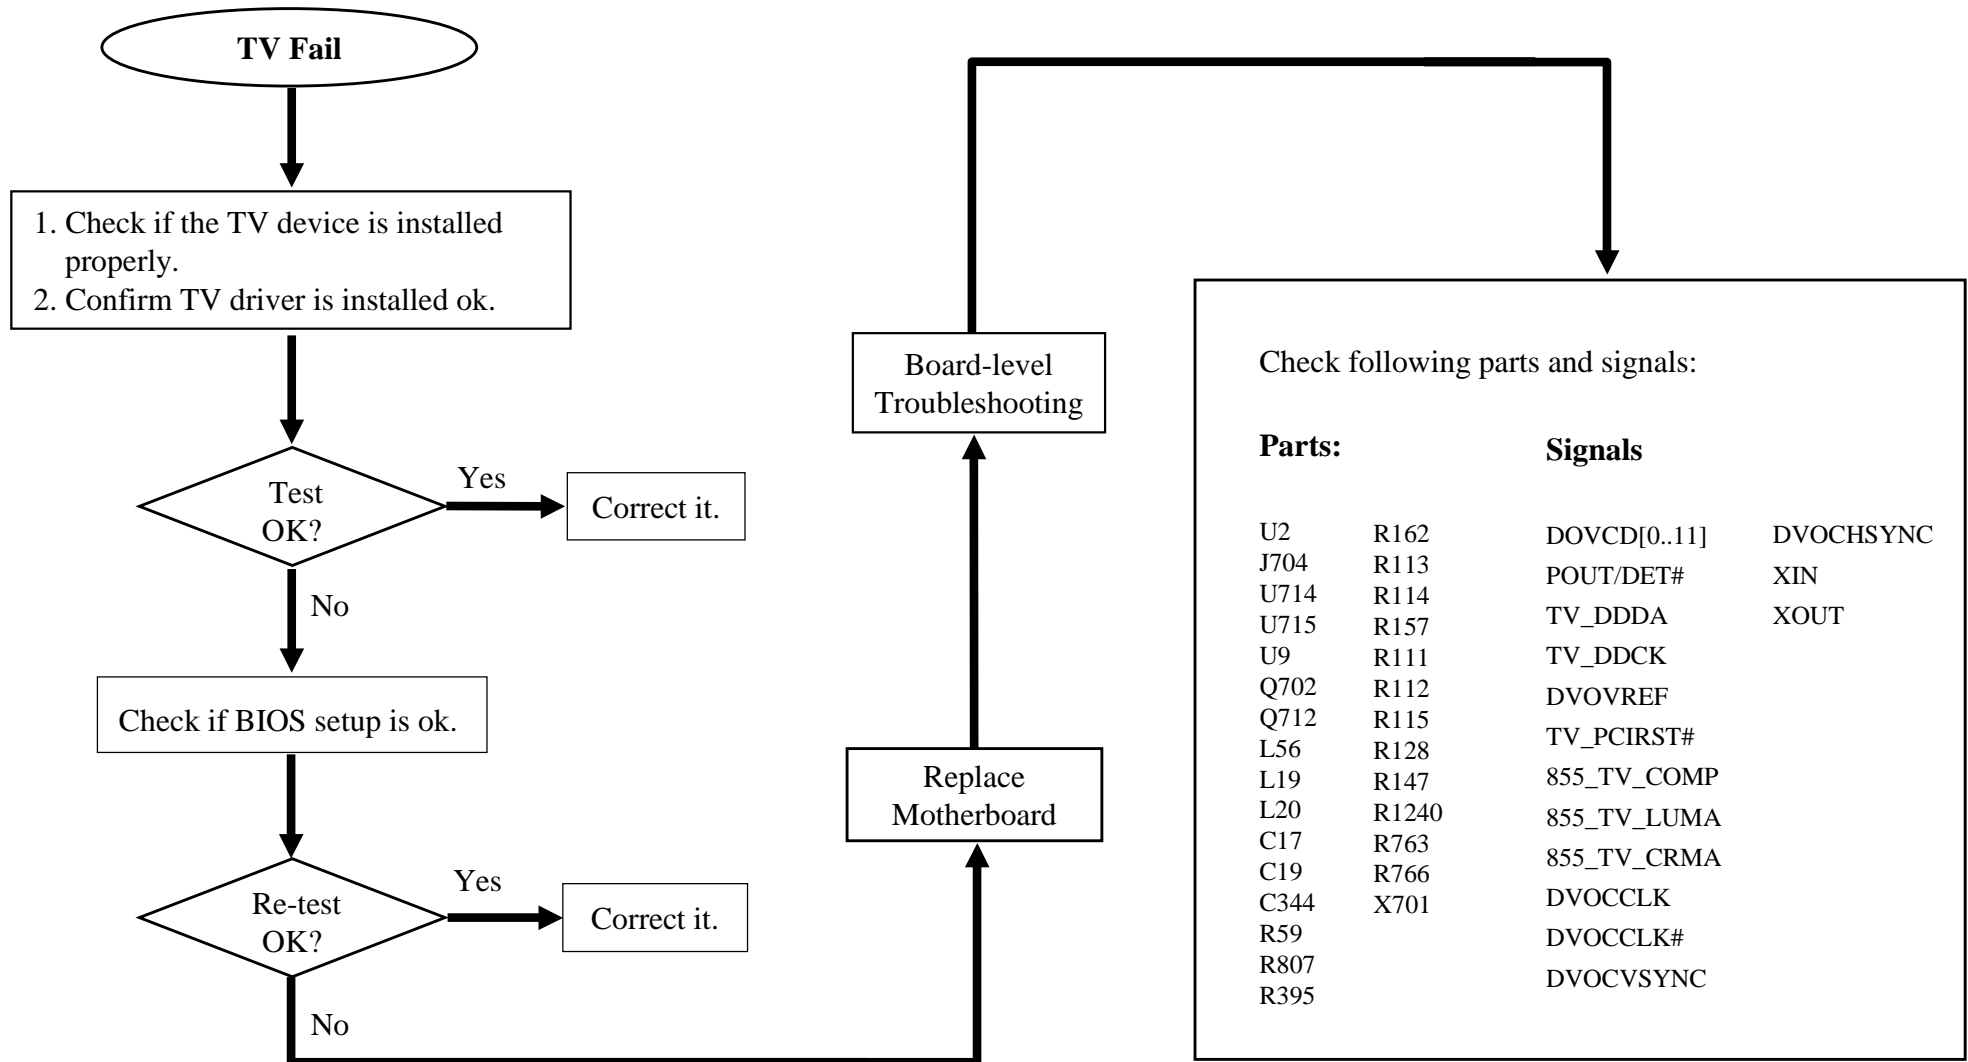 TV Fail
1. Check if the TV device is installed
properly.
2. Confirm TV driver is installed ok.
Test
OK?
Yes
Correct it.
No
Check if BIOS setup is ok.
Re-test
OK?
Yes
Correct it.
No
Replace
Motherboard
Board-level
Troubleshooting
Check following parts and signals:
Parts:
U2
J704
U714
U715
U9
Q702
Q712
L56
L19
L20
C17
C19
C344
R59
R807
R395
R162
R113
R114
R157
R111
R112
R115
R128
R147
R1240
R763
R766
X701
Signals
DOVCD[0..11]
POUT/DET#
TV_DDDA
TV_DDCK
DVOVREF
TV_PCIRST#
855_TV_COMP
855_TV_LUMA
855_TV_CRMA
DVOCCLK
DVOCCLK#
DVOCVSYNC
DVOCHSYNC
XIN
XOUT